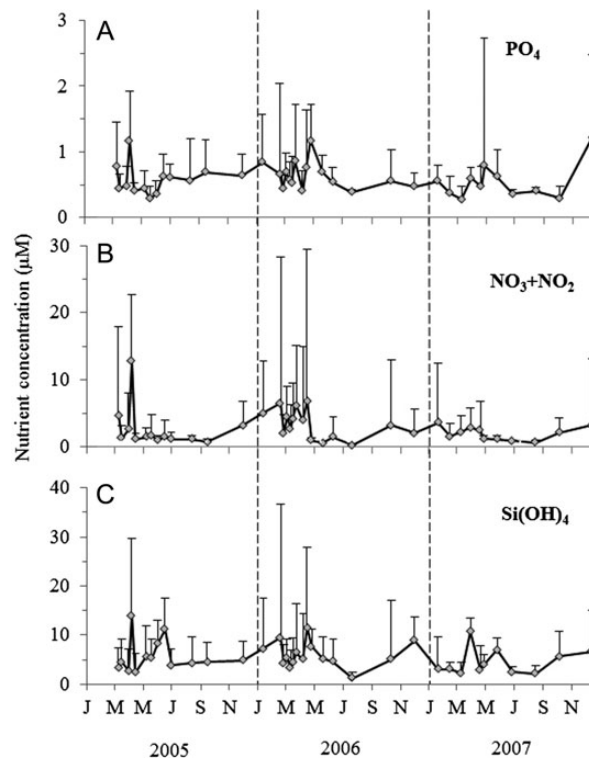 A
PO4
3
2
1
0
Nutrient concentration (µM)
B
NO3+NO2
30
20
10
0
C
Si(OH)4
40
30
20
10
0
J M M J S N J M M J S N J M M J S N
2005 2006 2007